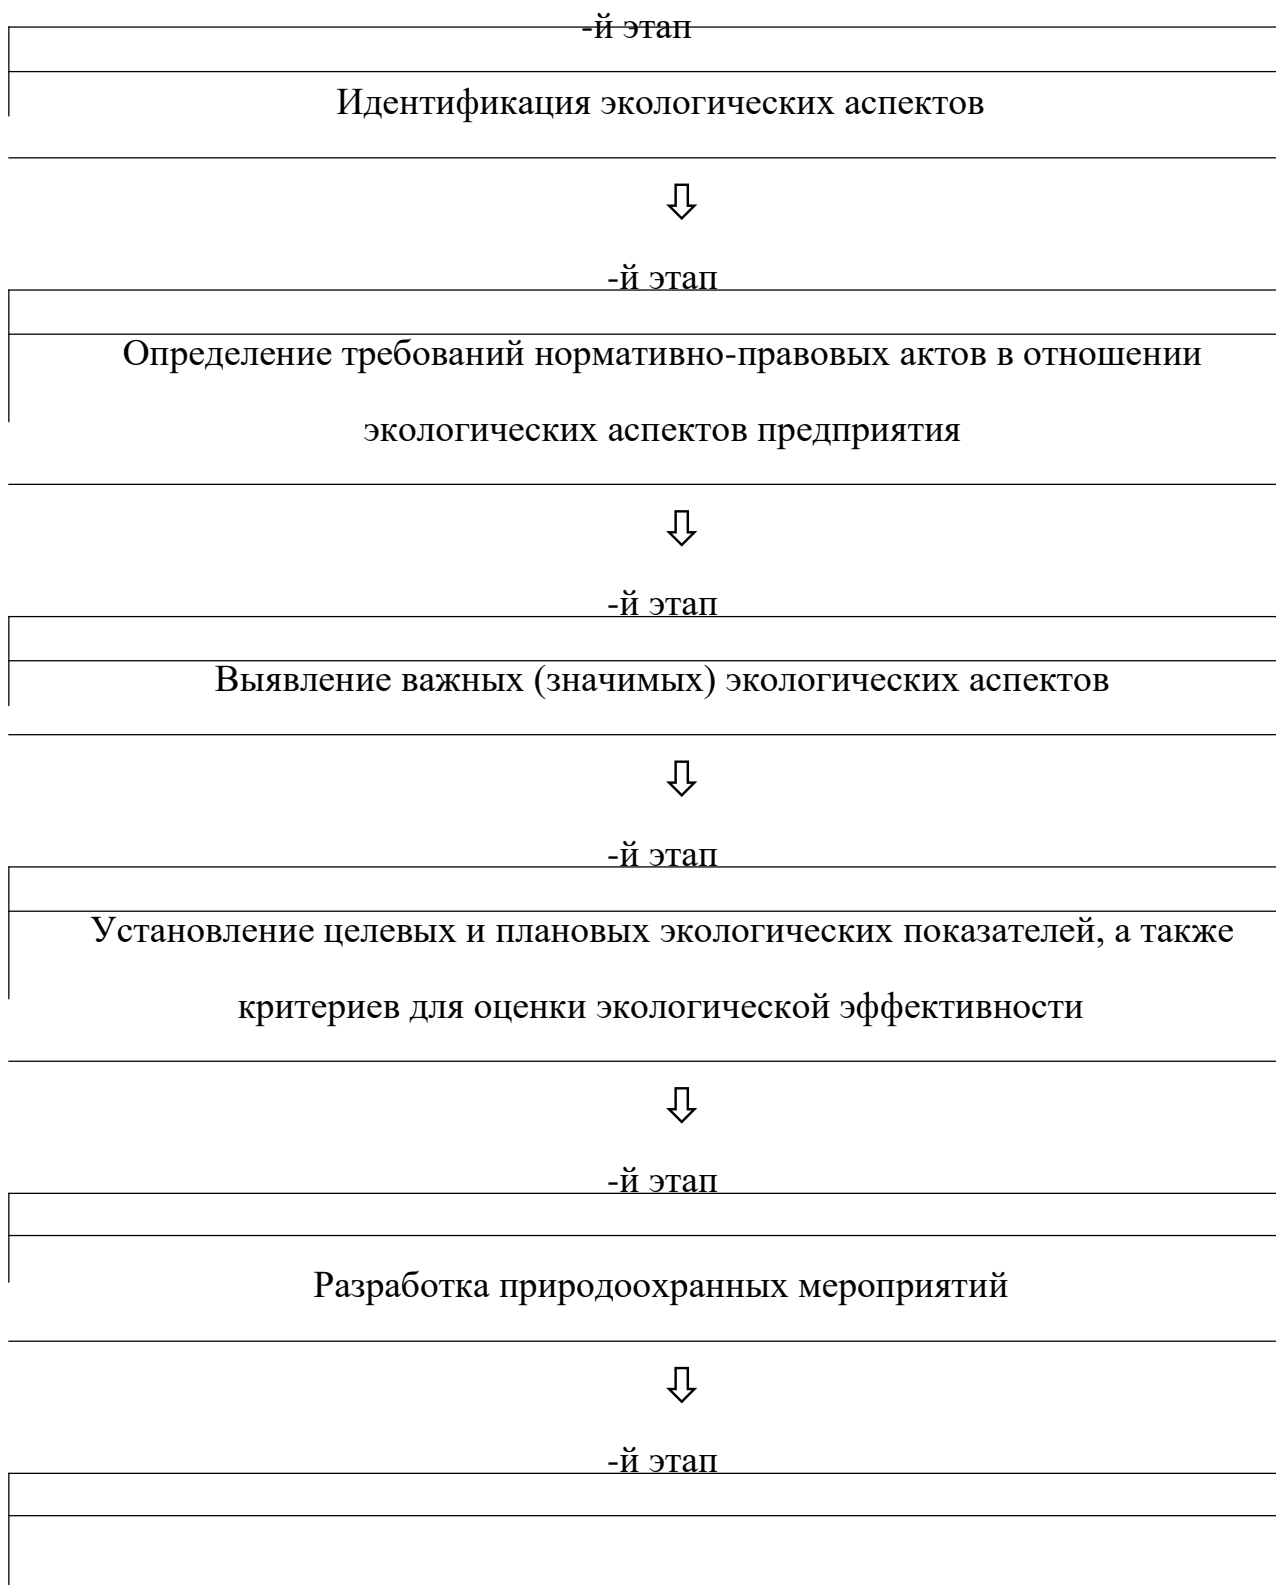 -й этап
Идентификация экологических аспектов
⇩
-й этап
Определение требований нормативно-правовых актов в отношении
экологических аспектов предприятия
⇩
-й этап
Выявление важных (значимых) экологических аспектов
⇩
-й этап
Установление целевых и плановых экологических показателей, а также
критериев для оценки экологической эффективности
⇩
-й этап
Разработка природоохранных мероприятий
⇩
-й этап